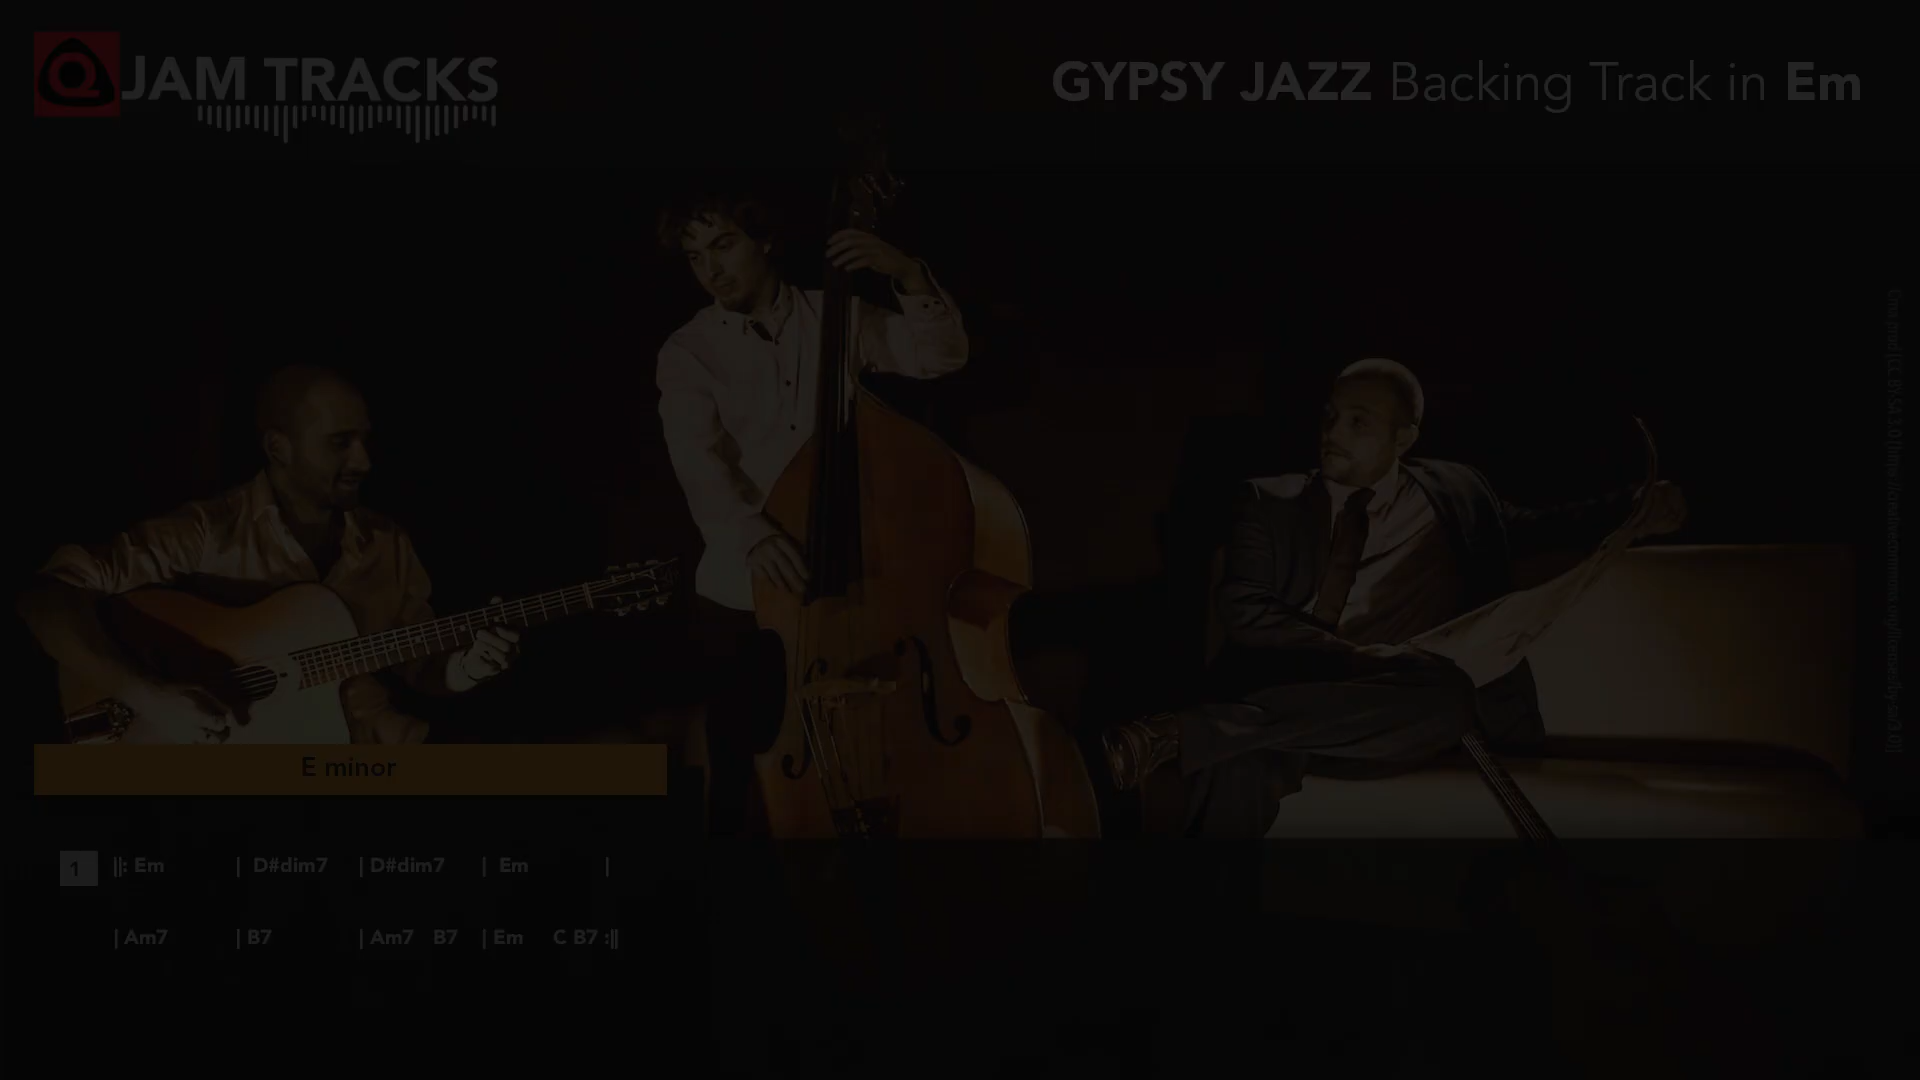 Q JAM TRACKS
GYPSY JAZZ Backing Track in Em
E minor
1 ||: Em | D#dim7 | D#dim7 | Em |
| Am7 | B7 | Am7 B7 | Em C B7 :||